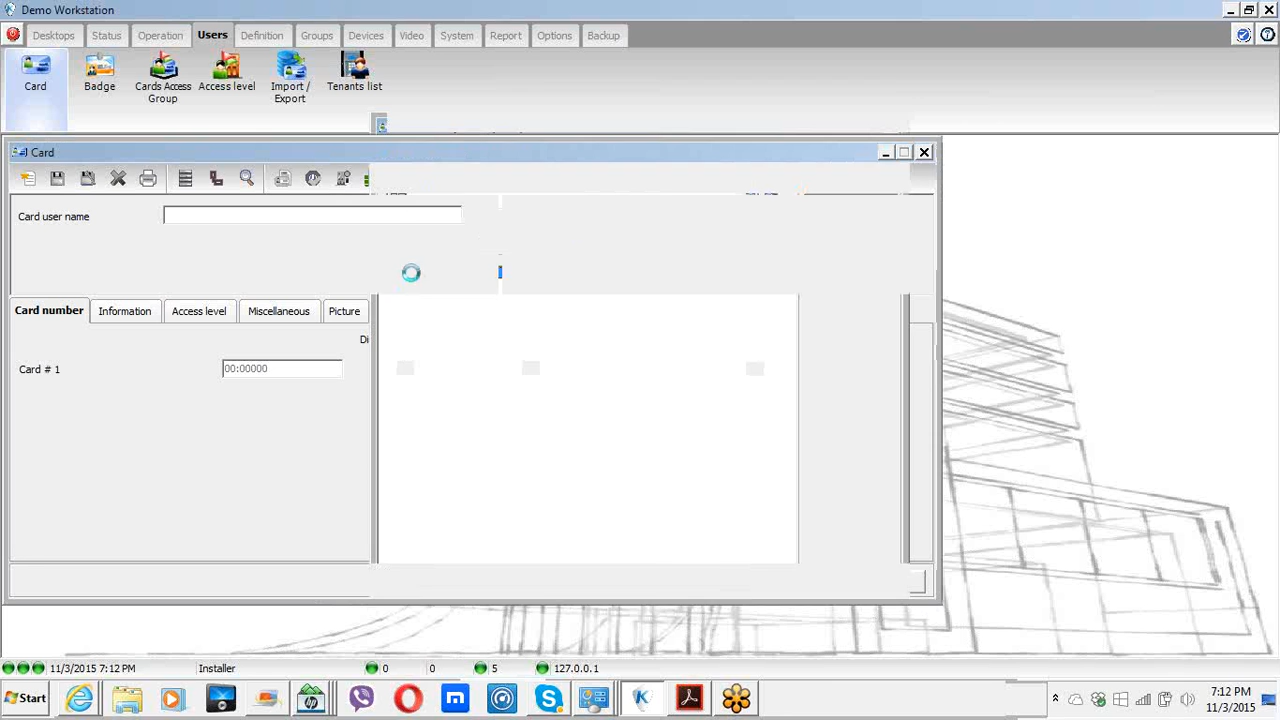 Demo Workstation
Desktops Status Operation Users Definition Groups Devices Video System Report Options Backup
Card Badge Cards Access Group Access level Import / Export Tenants list
Card
Card user name
Card number Information Access level Miscellaneous Picture
Di
Card # 1 00:00000
11/3/2015 7:12 PM Installer 0 0 5 127.0.0.1
Start 7:12 PM
11/3/2015